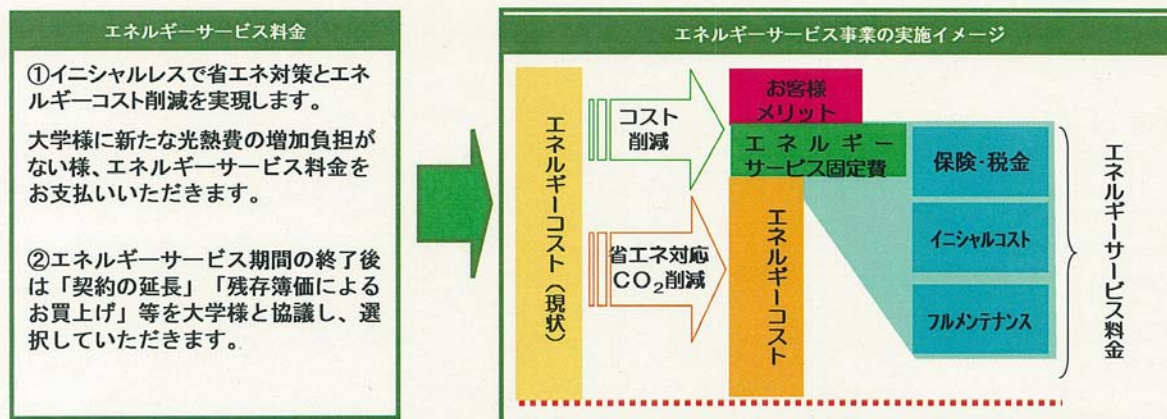 エネルギーサービス料金
①イニシャルレスで省エネ対策とエネ
ルギーコスト削減を実現します。
大学様に新たな光熱費の増加負担が
ない様、エネルギーサービス料金を
お支払いいただきます。
②エネルギーサービス期間の終了後
は「契約の延長」「残存簿価による
お買上げ」等を大学様と協議し、選
択していただきます。
エネルギーサービス事業の実施イメージ
エネルギーコスト(現状)
コスト
削減
省エネ対応
CO₂削減
お客様
メリット
エネルギー
サービス固定費
エネルギーコスト
保険・税金
イニシャルコスト
フルメンテナンス
エネルギーサービス料金